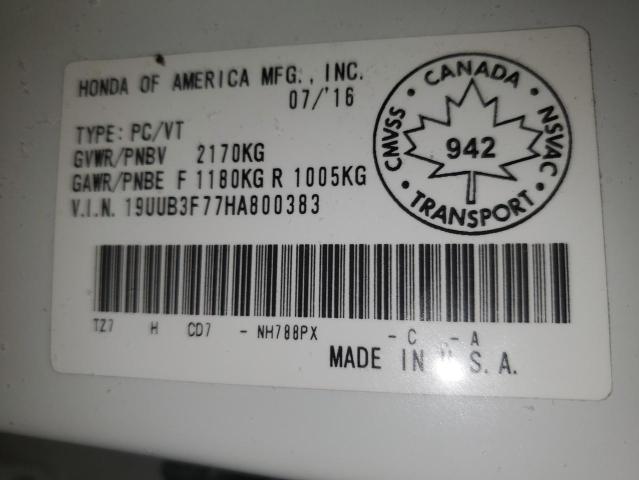 HONDA OF AMERICA MFG., INC.
07/'16
TYPE: PC/VT
GVWR/PNBV 2170KG
GAWR/PNBE F 1180KG R 1005KG
V.I.N. 19UUB3F77HA800383
CANADA
CMVSS
NSVAC
942
TRANSPORT
TZ7 H CD7 - NH788PX - C - A
MADE IN U.S.A.